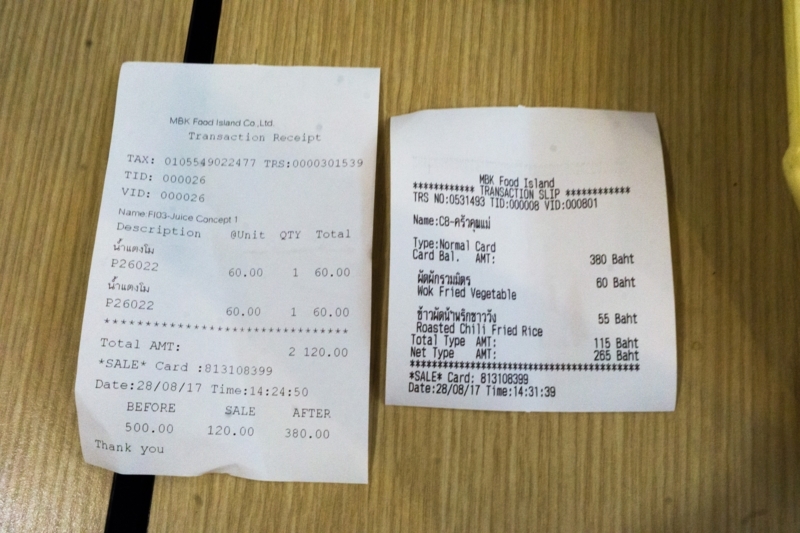 MBK Food Island Co.,Ltd.
Transaction Receipt
TAX: 0105549022477 TRS:0000301539
TID: 000026
VID: 000026
Name:FI03-Juice Concept 1
Description @Unit QTY Total
น้ำแตงโม
P26022 60.00 1 60.00
น้ำแตงโม
P26022 60.00 1 60.00
********************************
Total AMT: 2 120.00
*SALE* Card :813108399
Date:28/08/17 Time:14:24:50
BEFORE SALE AFTER
500.00 120.00 380.00
Thank you
MBK Food Island
************ TRANSACTION SLIP ************
TRS NO:0531493 TID:000008 VID:000801
Name:C8-ครัวคุณแม่
Type:Normal Card
Card Bal. AMT: 380 Baht
ผัดผักรวมมิตร 60 Baht
Wok Fried Vegetable
ข้าวผัดน้ำพริกชาววัง 55 Baht
Roasted Chili Fried Rice
Total Type AMT: 115 Baht
Net Type AMT: 265 Baht
******************************************
*SALE* Card: 813108399
Date:28/08/17 Time:14:31:39